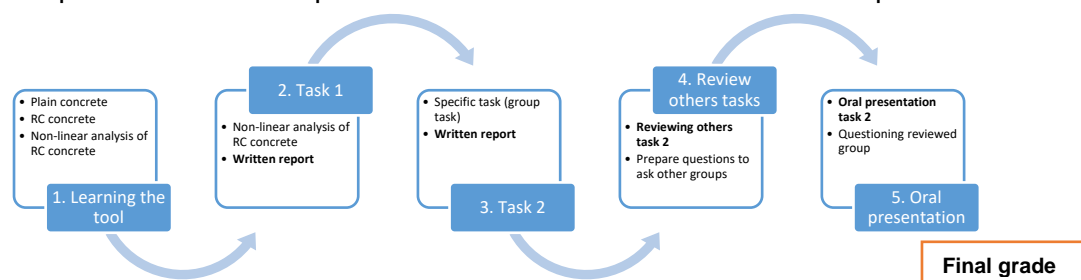 • Plain concrete
• RC concrete
• Non-linear analysis of
RC concrete
1. Learning the
tool
2. Task 1
• Non-linear analysis of
RC concrete
• Written report
• Specific task (group
task)
• Written report
3. Task 2
4. Review
others tasks
• Reviewing others
task 2
• Prepare questions to
ask other groups
• Oral presentation
task 2
• Questioning reviewed
group
5. Oral
presentation
Final grade